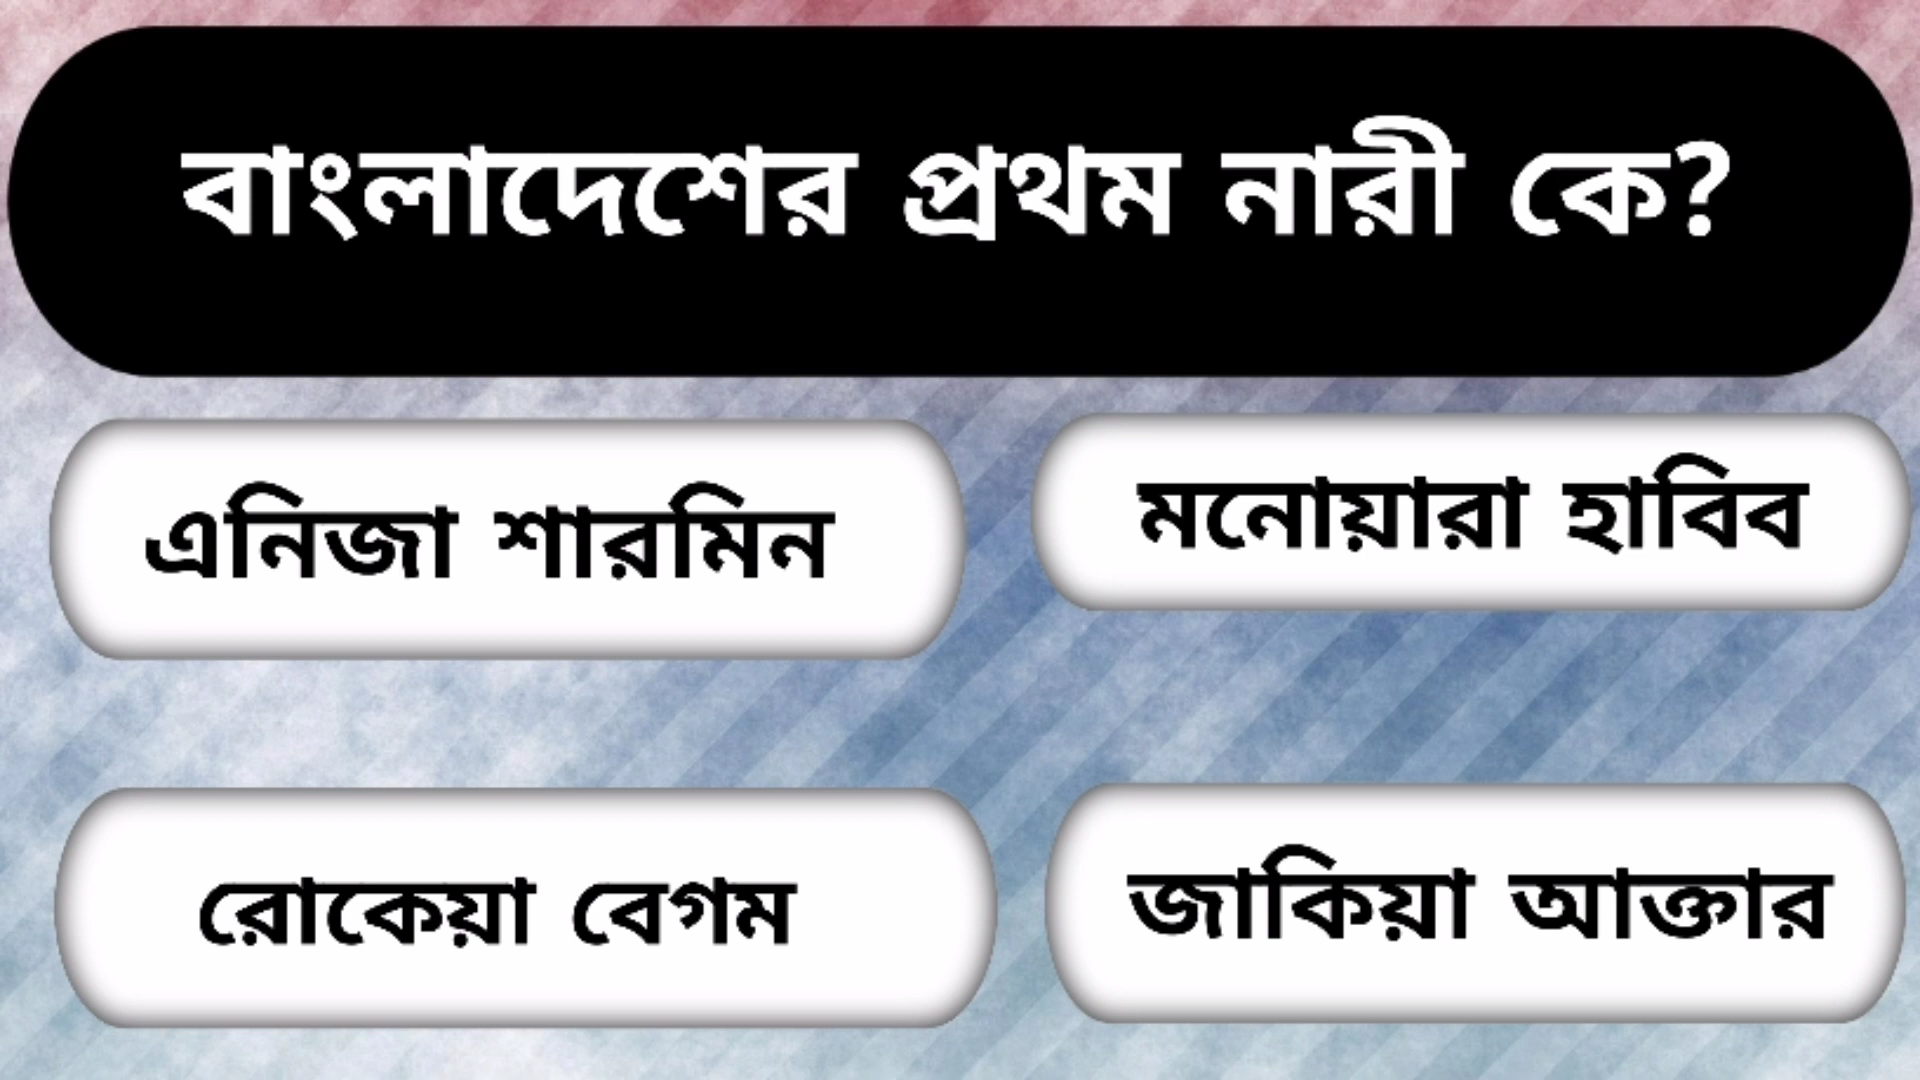 বাংলাদেশের প্রথম নারী কে?
এনিজা শারমিন
মনোয়ারা হাবিব
রোকেয়া বেগম
জাকিয়া আক্তার